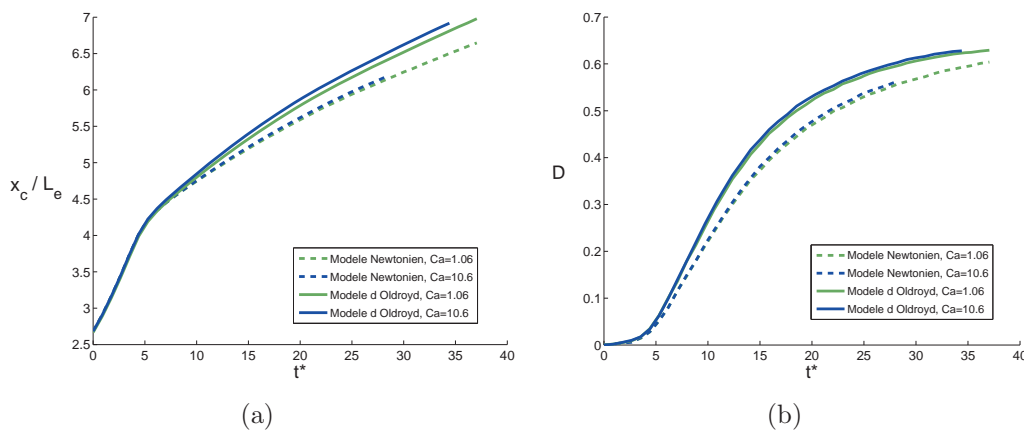 7
6.5
6
5.5
5
4.5
4
3.5
3
2.5
x_c / L_e
0 5 10 15 20 25 30 35 40
t*
Modele Newtonien, Ca=1.06
Modele Newtonien, Ca=10.6
Modele d Oldroyd, Ca=1.06
Modele d Oldroyd, Ca=10.6
(a)
0.7
0.6
0.5
0.4
0.3
0.2
0.1
0
D
0 5 10 15 20 25 30 35 40
t*
Modele Newtonien, Ca=1.06
Modele Newtonien, Ca=10.6
Modele d Oldroyd, Ca=1.06
Modele d Oldroyd, Ca=10.6
(b)